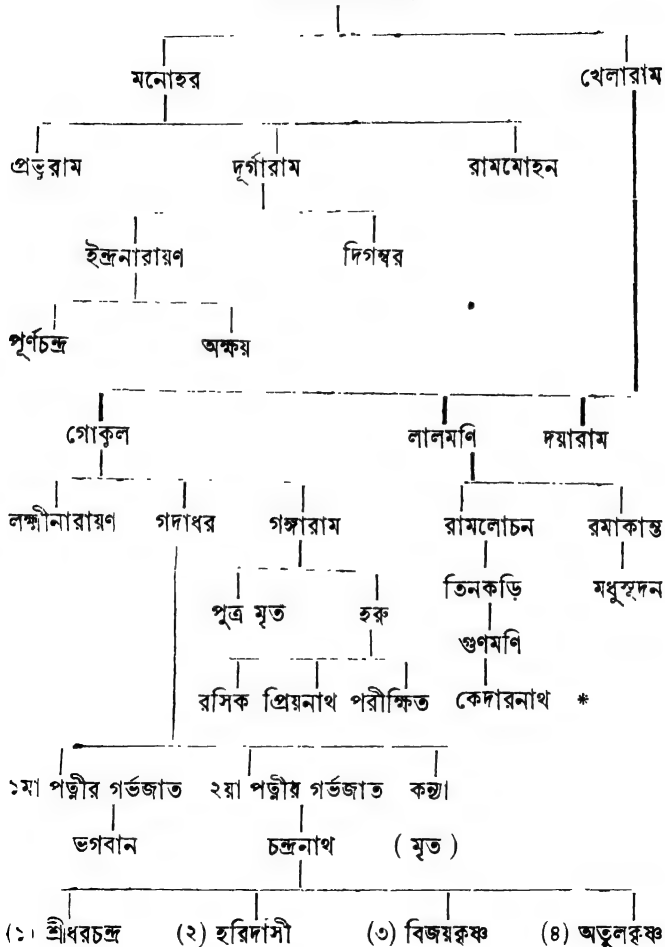 মনোহর খেলারাম
প্রভুরাম দূর্গারাম রামমোহন
ইন্দ্রনারায়ণ দিগম্বর
পূর্ণচন্দ্র অক্ষয়
গোকুল লালমণি দয়ারাম
লক্ষ্মীনারায়ণ গদাধর গঙ্গারাম রামলোচন রমাকান্ত
তিনকড়ি মধুসূদন
পুত্র মৃত হরু
গুণমণি
রসিক প্রিয়নাথ পরীক্ষিত কেদারনাথ *
১মা পত্নীর গর্ভজাত ২য়া পত্নীর গর্ভজাত কন্যা
ভগবান চন্দ্রনাথ ( মৃত )
(১) শ্রীধরচন্দ্র (২) হরিদাসী (৩) বিজয়কৃষ্ণ (৪) অতুলকৃষ্ণ